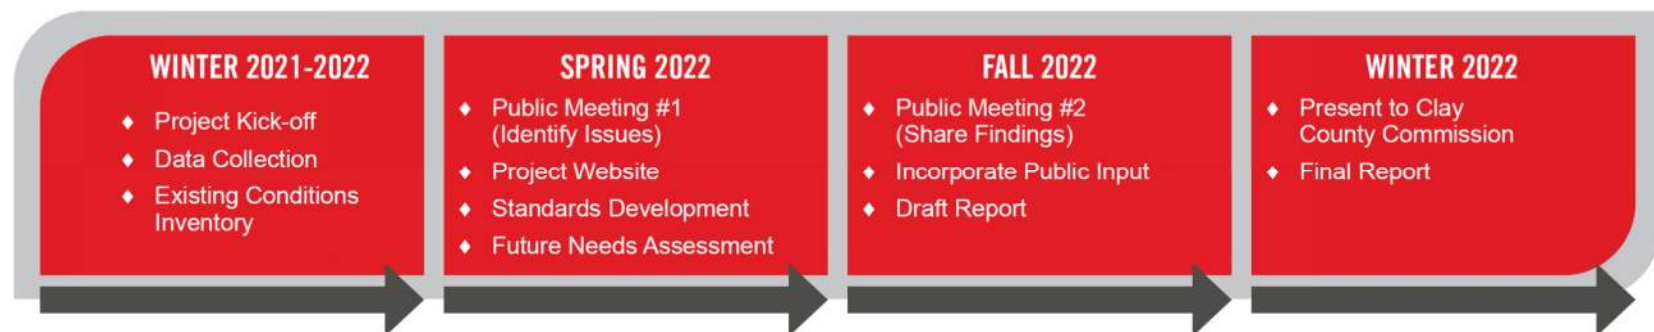 WINTER 2021-2022
♦ Project Kick-off
♦ Data Collection
♦ Existing Conditions
Inventory
SPRING 2022
♦ Public Meeting #1
(Identify Issues)
♦ Project Website
♦ Standards Development
♦ Future Needs Assessment
FALL 2022
♦ Public Meeting #2
(Share Findings)
♦ Incorporate Public Input
♦ Draft Report
WINTER 2022
♦ Present to Clay
County Commission
♦ Final Report